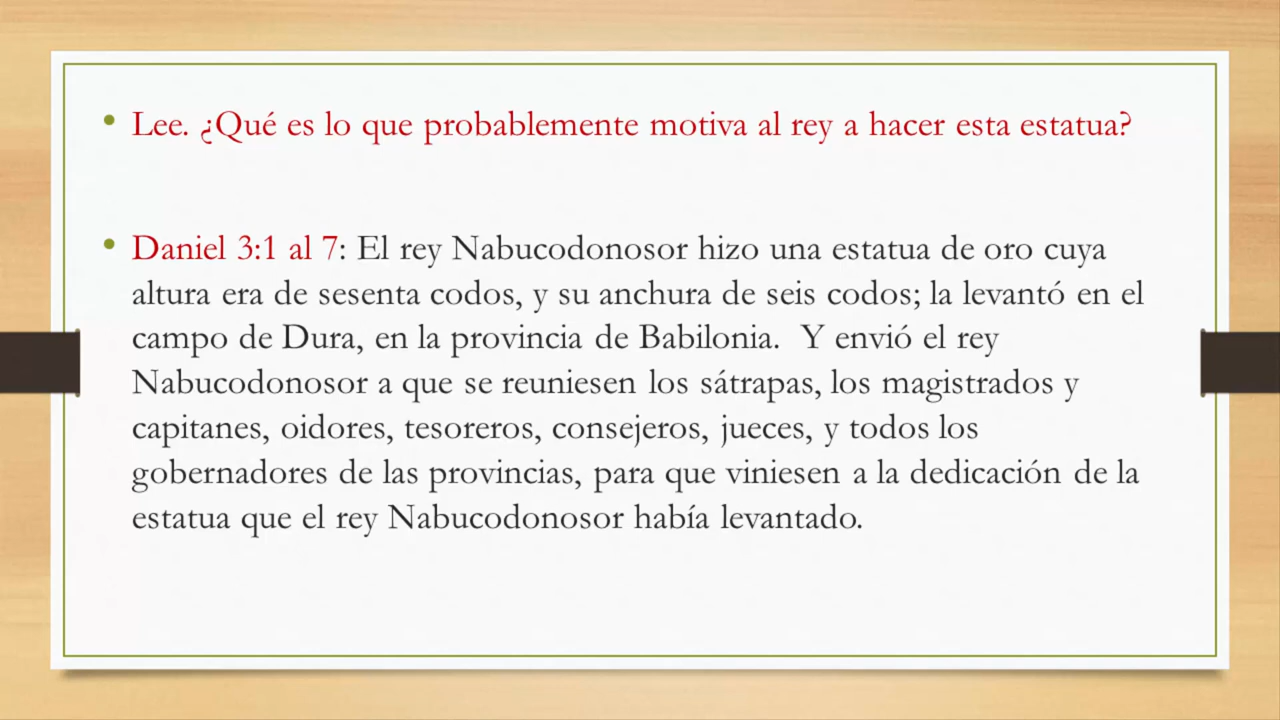 • Lee. ¿Qué es lo que probablemente motiva al rey a hacer esta estatua?
• Daniel 3:1 al 7: El rey Nabucodonosor hizo una estatua de oro cuya
altura era de sesenta codos, y su anchura de seis codos; la levantó en el
campo de Dura, en la provincia de Babilonia.  Y envió el rey
Nabucodonosor a que se reuniesen los sátrapas, los magistrados y
capitanes, oidores, tesoreros, consejeros, jueces, y todos los
gobernadores de las provincias, para que viniesen a la dedicación de la
estatua que el rey Nabucodonosor había levantado.